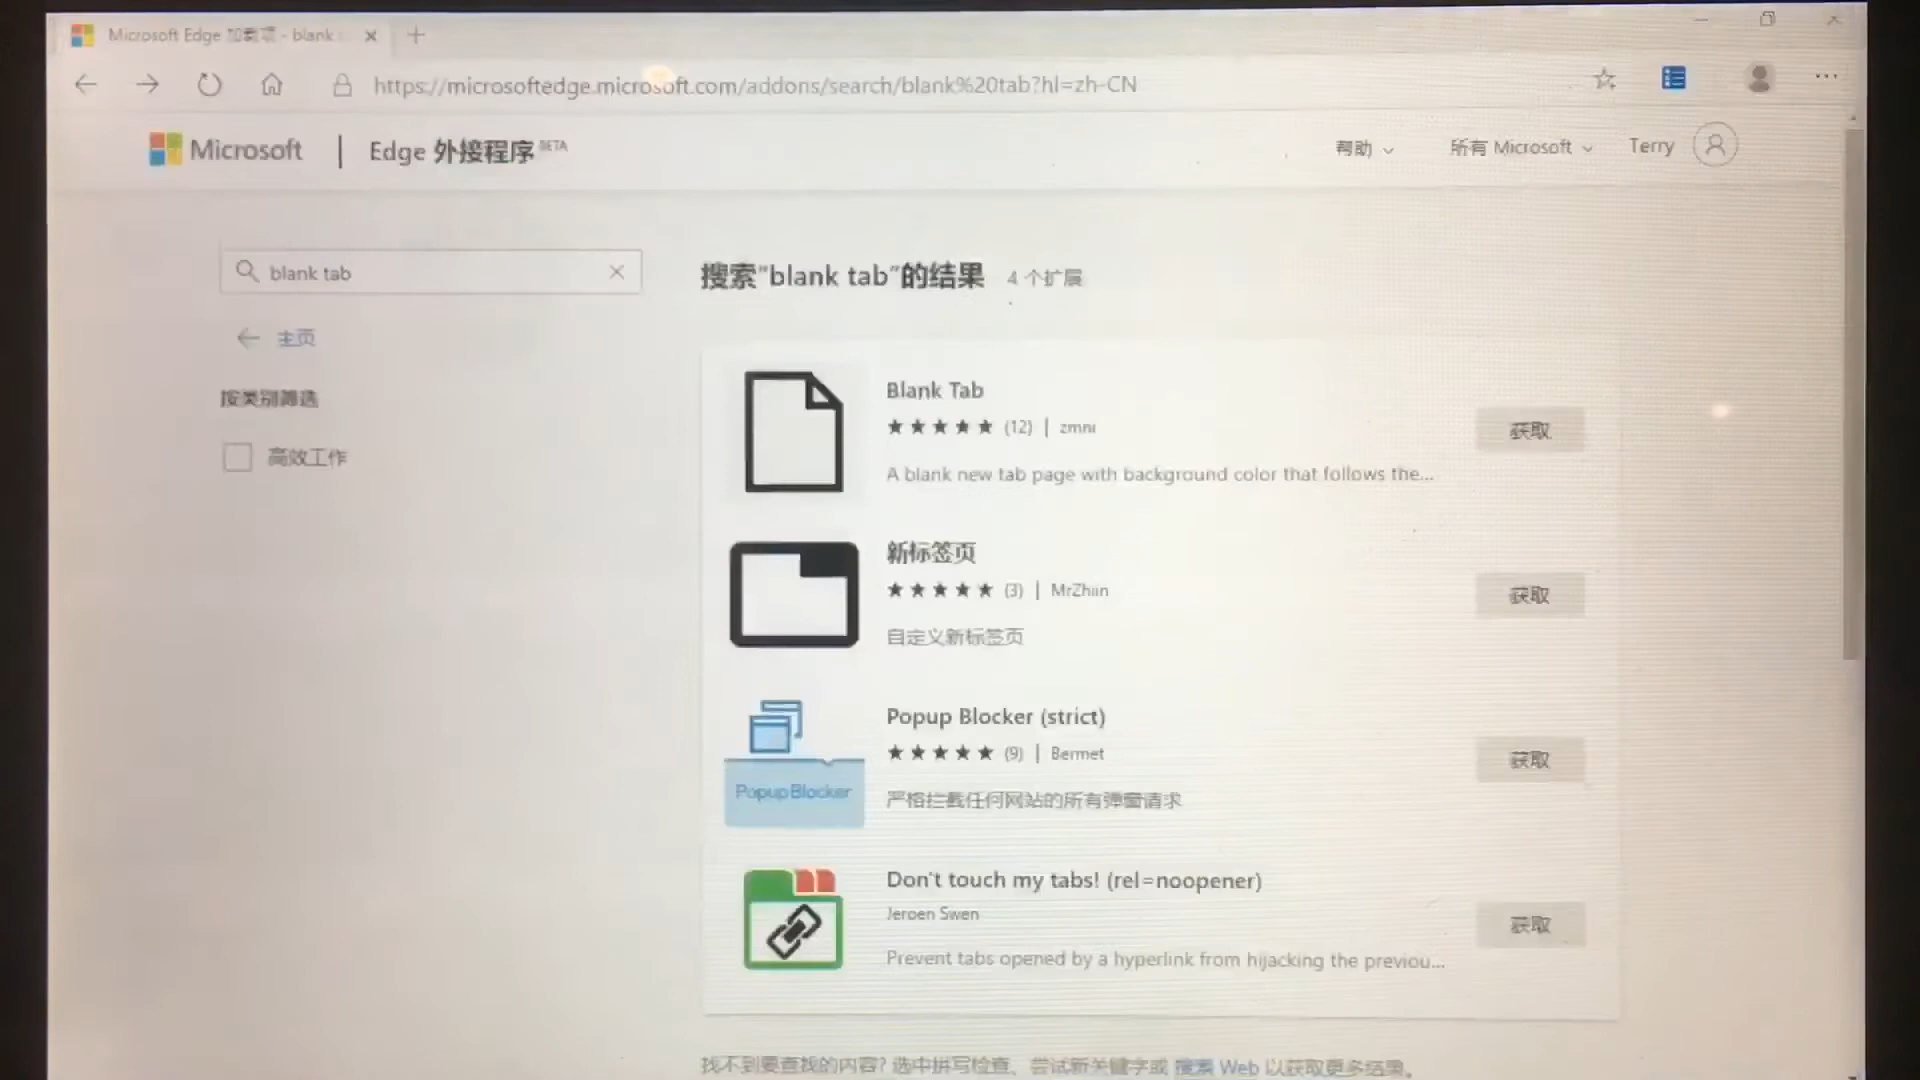 Microsoft Edge 加载项 - blank
https://microsoftedge.microsoft.com/addons/search/blank%20tab?hl=zh-CN
Microsoft | Edge 外接程序 BETA
帮助
所有 Microsoft
Terry
blank tab
主页
按类别筛选
高效工作
搜索"blank tab"的结果 4 个扩展
Blank Tab
(12) | zmni
A blank new tab page with background color that follows the...
获取
新标签页
(3) | MrZhiin
自定义新标签页
获取
PopupBlocker
Popup Blocker (strict)
(9) | Bermet
严格拦截任何网站的所有弹窗请求
获取
Don't touch my tabs! (rel=noopener)
Jeroen Swen
Prevent tabs opened by a hyperlink from hijacking the previou...
获取
找不到要查找的内容? 选中拼写检查、尝试新关键字或 搜索 Web 以获取更多结果。